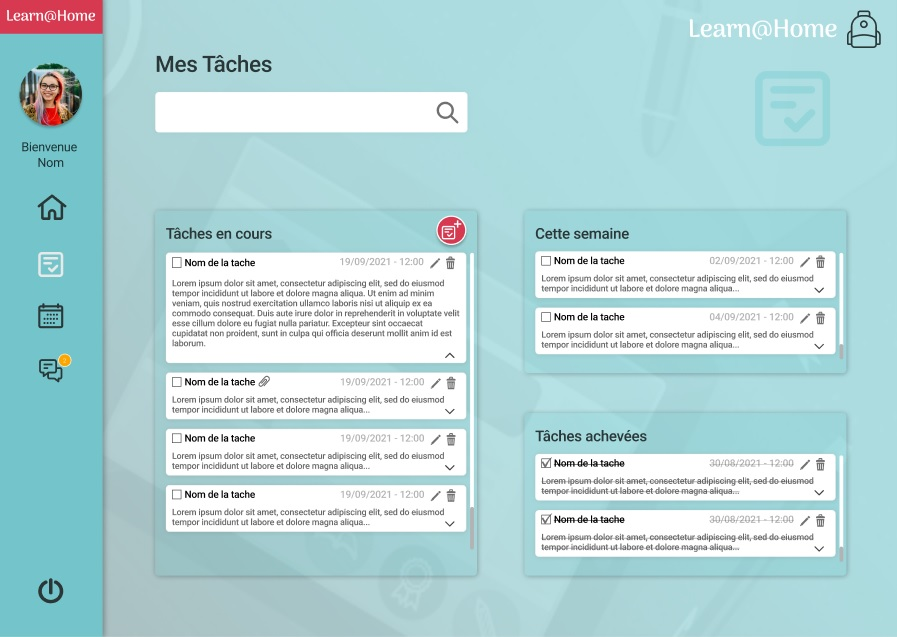 Learn@Home
Learn@Home
Bienvenue
Nom
Mes Tâches
Tâches en cours
Nom de la tache
19/09/2021 - 12:00
Lorem ipsum dolor sit amet, consectetur adipiscing elit, sed do eiusmod
tempor incididunt ut labore et dolore magna aliqua. Ut enim ad minim
veniam, quis nostrud exercitation ullamco laboris nisi ut aliquip ex ea
commodo consequat. Duis aute irure dolor in reprehenderit in voluptate velit
esse cillum dolore eu fugiat nulla pariatur. Excepteur sint occaecat
cupidatat non proident, sunt in culpa qui officia deserunt mollit anim id est
laborum.
Nom de la tache
19/09/2021 - 12:00
Lorem ipsum dolor sit amet, consectetur adipiscing elit, sed do eiusmod
tempor incididunt ut labore et dolore magna aliqua...
Nom de la tache
19/09/2021 - 12:00
Lorem ipsum dolor sit amet, consectetur adipiscing elit, sed do eiusmod
tempor incididunt ut labore et dolore magna aliqua...
Nom de la tache
19/09/2021 - 12:00
Lorem ipsum dolor sit amet, consectetur adipiscing elit, sed do eiusmod
tempor incididunt ut labore et dolore magna aliqua...
Cette semaine
Nom de la tache
02/09/2021 - 12:00
Lorem ipsum dolor sit amet, consectetur adipiscing elit, sed do eiusmod
tempor incididunt ut labore et dolore magna aliqua...
Nom de la tache
04/09/2021 - 12:00
Lorem ipsum dolor sit amet, consectetur adipiscing elit, sed do eiusmod
tempor incididunt ut labore et dolore magna aliqua...
Tâches achevées
Nom de la tache
30/08/2021 - 12:00
Lorem ipsum dolor sit amet, consectetur adipiscing elit, sed do eiusmod
tempor incididunt ut labore et dolore magna aliqua...
Nom de la tache
30/08/2021 - 12:00
Lorem ipsum dolor sit amet, consectetur adipiscing elit, sed do eiusmod
tempor incididunt ut labore et dolore magna aliqua...